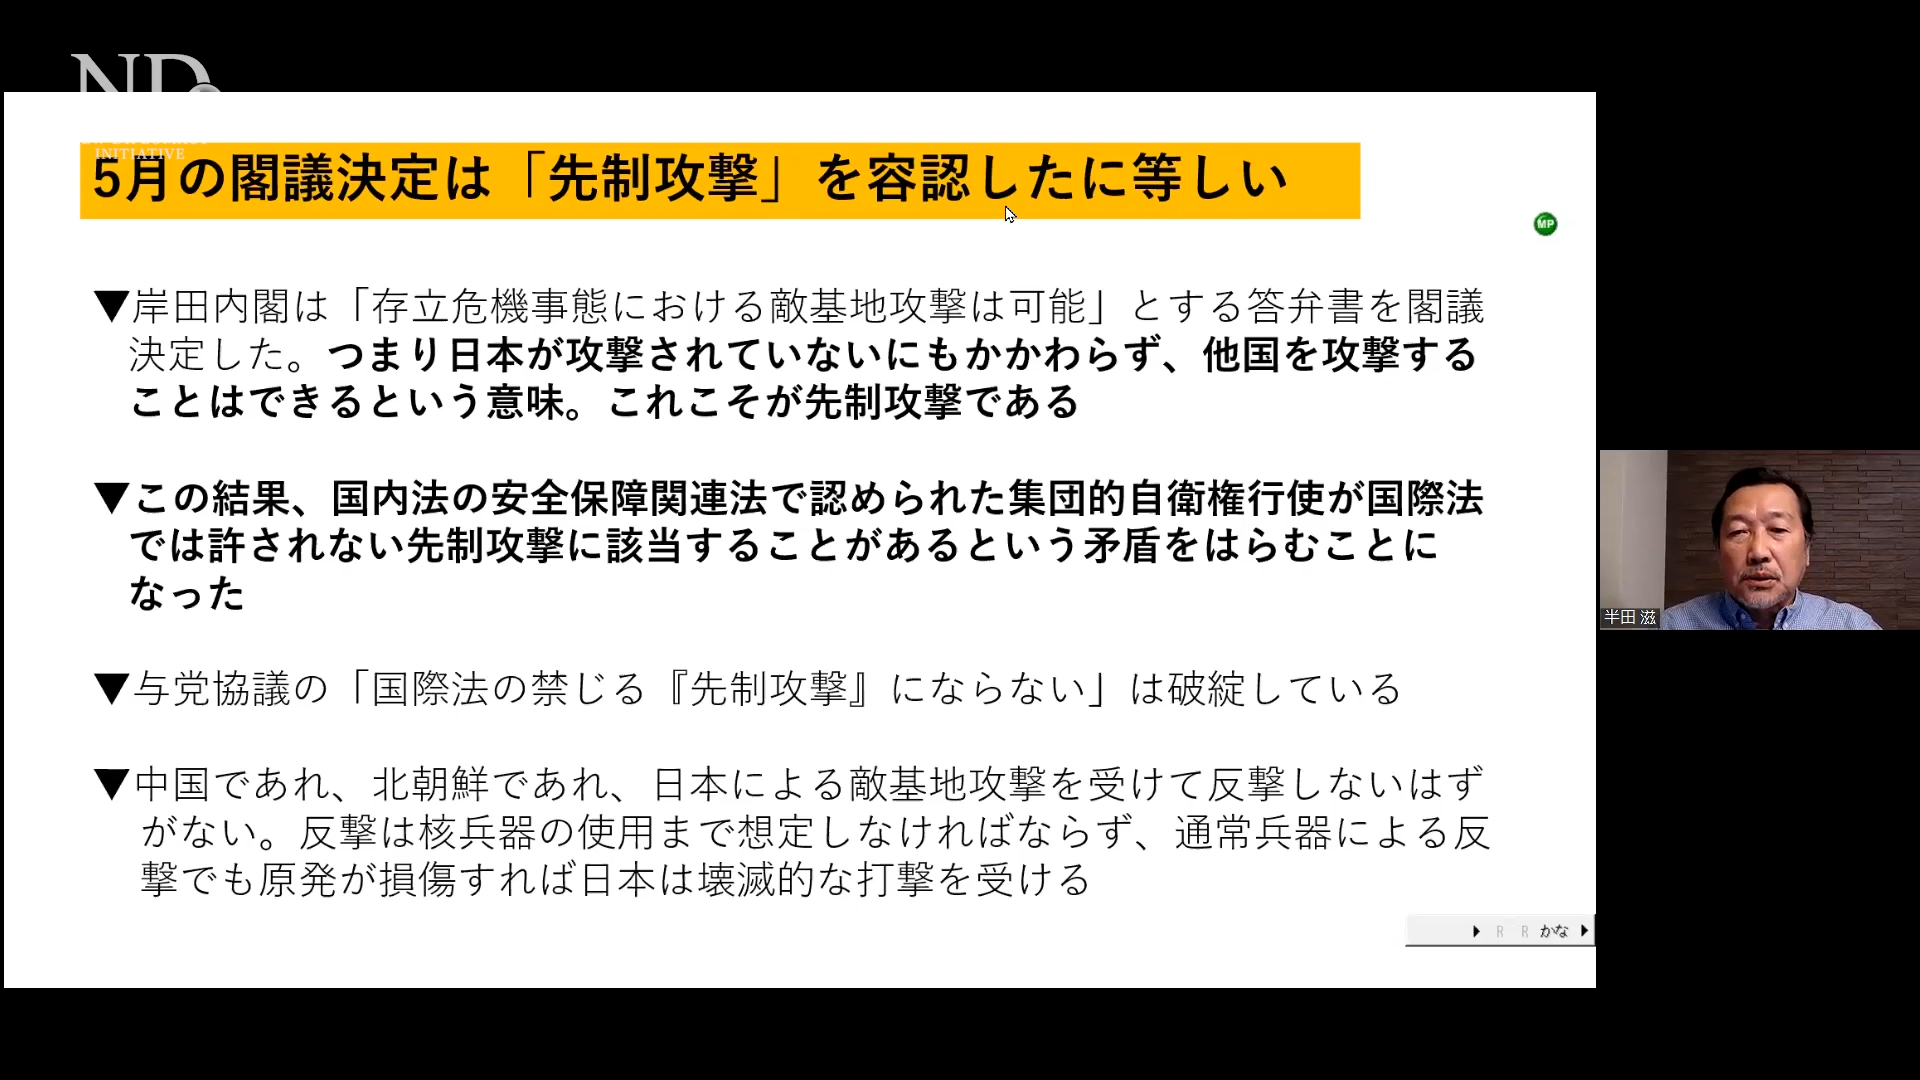 ND
INITIATIVE
5月の閣議決定は「先制攻撃」を容認したに等しい
MP
▼岸田内閣は「存立危機事態における敵基地攻撃は可能」とする答弁書を閣議
決定した。つまり日本が攻撃されていないにもかかわらず、他国を攻撃する
ことはできるという意味。これこそが先制攻撃である
▼この結果、国内法の安全保障関連法で認められた集団的自衛権行使が国際法
では許されない先制攻撃に該当することがあるという矛盾をはらむことに
なった
▼与党協議の「国際法の禁じる『先制攻撃』にならない」は破綻している
▼中国であれ、北朝鮮であれ、日本による敵基地攻撃を受けて反撃しないはず
がない。反撃は核兵器の使用まで想定しなければならず、通常兵器による反
撃でも原発が損傷すれば日本は壊滅的な打撃を受ける
半田 滋
R R かな